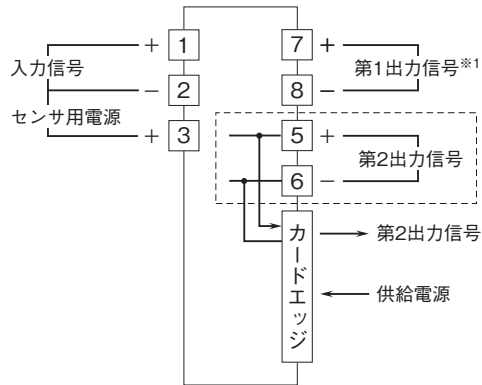 + 1
入力信号
− 2
センサ用電源
+ 3
7 +
第1出力信号※1
8 −
5 +
第2出力信号
6 −
カードエッジ
第2出力信号
供給電源